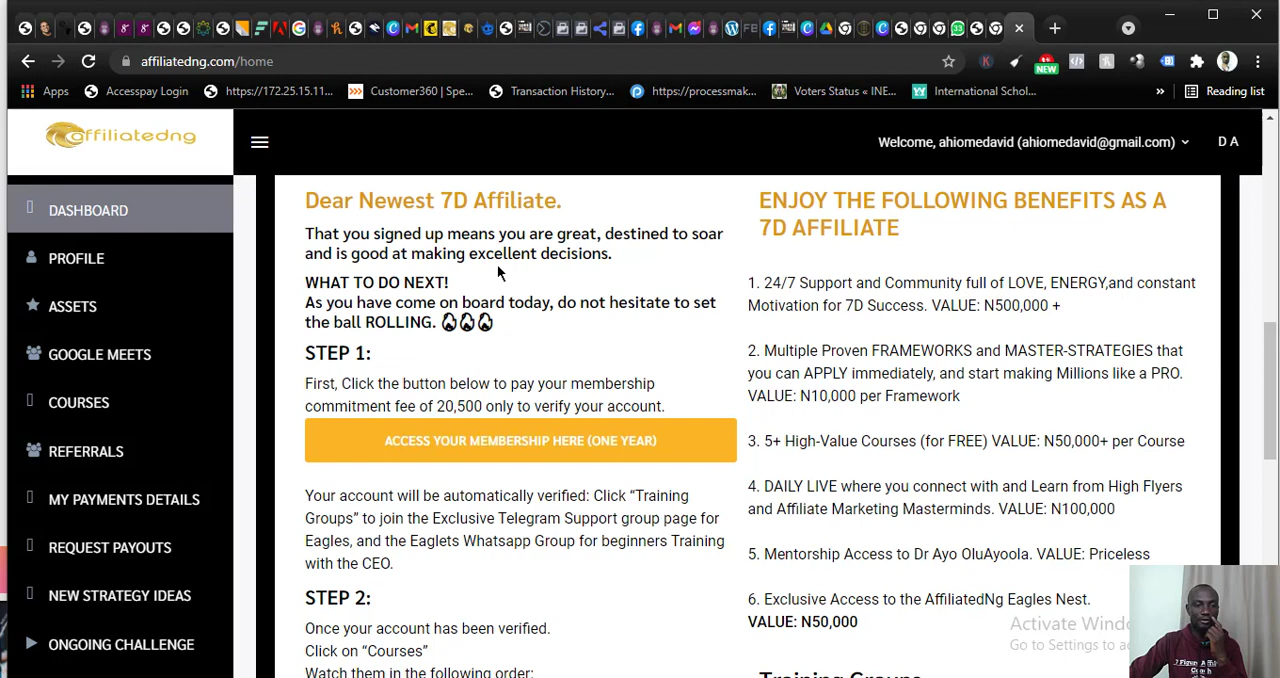 affiliatedng.com/home
Apps
Accesspay Login
https://172.25.15.11...
Customer360 | Spe...
Transaction History...
https://processmak...
Voters Status « INE...
International Schol...
»
Reading list
NEW
affiliatedng
Welcome, ahiomedavid (ahiomedavid@gmail.com)
D A
DASHBOARD
PROFILE
ASSETS
GOOGLE MEETS
COURSES
REFERRALS
MY PAYMENTS DETAILS
REQUEST PAYOUTS
NEW STRATEGY IDEAS
ONGOING CHALLENGE
Dear Newest 7D Affiliate.
That you signed up means you are great, destined to soar
and is good at making excellent decisions.
WHAT TO DO NEXT!
As you have come on board today, do not hesitate to set
the ball ROLLING.
STEP 1:
First, Click the button below to pay your membership
commitment fee of 20,500 only to verify your account.
ACCESS YOUR MEMBERSHIP HERE (ONE YEAR)
Your account will be automatically verified: Click “Training
Groups” to join the Exclusive Telegram Support group page for
Eagles, and the Eaglets Whatsapp Group for beginners Training
with the CEO.
STEP 2:
Once your account has been verified.
Click on “Courses”
Watch them in the following order:
ENJOY THE FOLLOWING BENEFITS AS A
7D AFFILIATE
1. 24/7 Support and Community full of LOVE, ENERGY,and constant
Motivation for 7D Success. VALUE: N500,000 +
2. Multiple Proven FRAMEWORKS and MASTER-STRATEGIES that
you can APPLY immediately, and start making Millions like a PRO.
VALUE: N10,000 per Framework
3. 5+ High-Value Courses (for FREE) VALUE: N50,000+ per Course
4. DAILY LIVE where you connect with and Learn from High Flyers
and Affiliate Marketing Masterminds. VALUE: N100,000
5. Mentorship Access to Dr Ayo OluAyoola. VALUE: Priceless
6. Exclusive Access to the AffiliatedNg Eagles Nest.
VALUE: N50,000
Training Groups
Activate Windo
Go to Settings to a